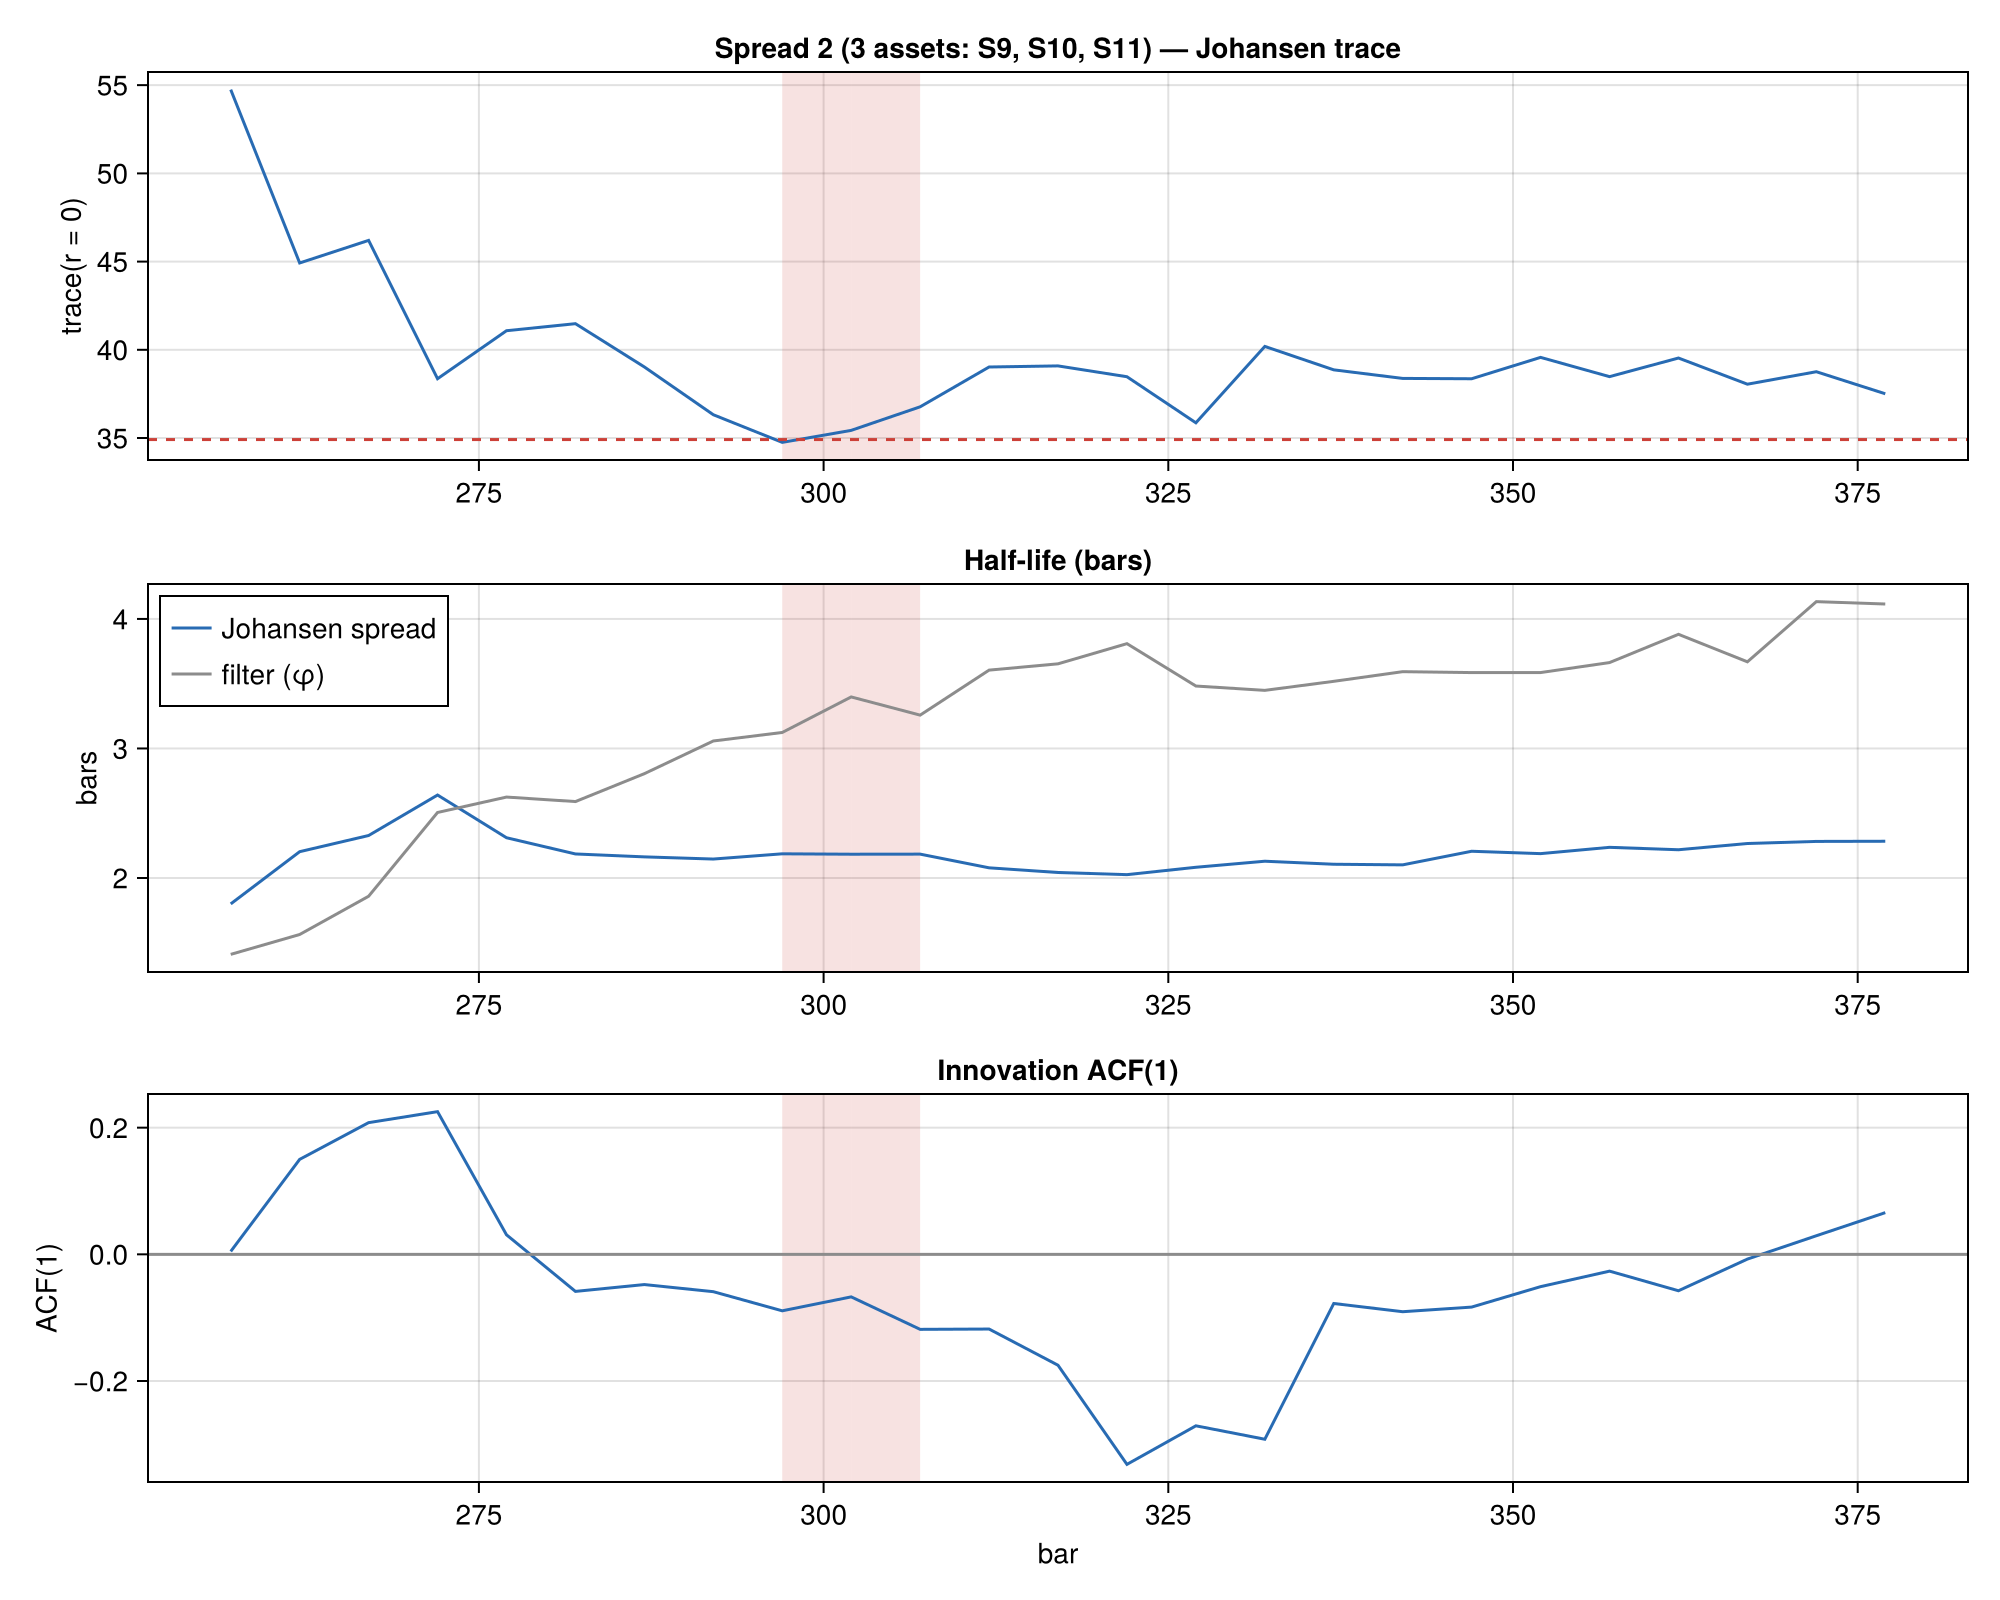 Spread 2 (3 assets: S9, S10, S11) — Johansen trace
trace(r = 0)
55
50
45
40
35
275 300 325 350 375
Half-life (bars)
Johansen spread
filter (φ)
bars
4
3
2
275 300 325 350 375
Innovation ACF(1)
ACF(1)
0.2
0.0
−0.2
275 300 325 350 375
bar